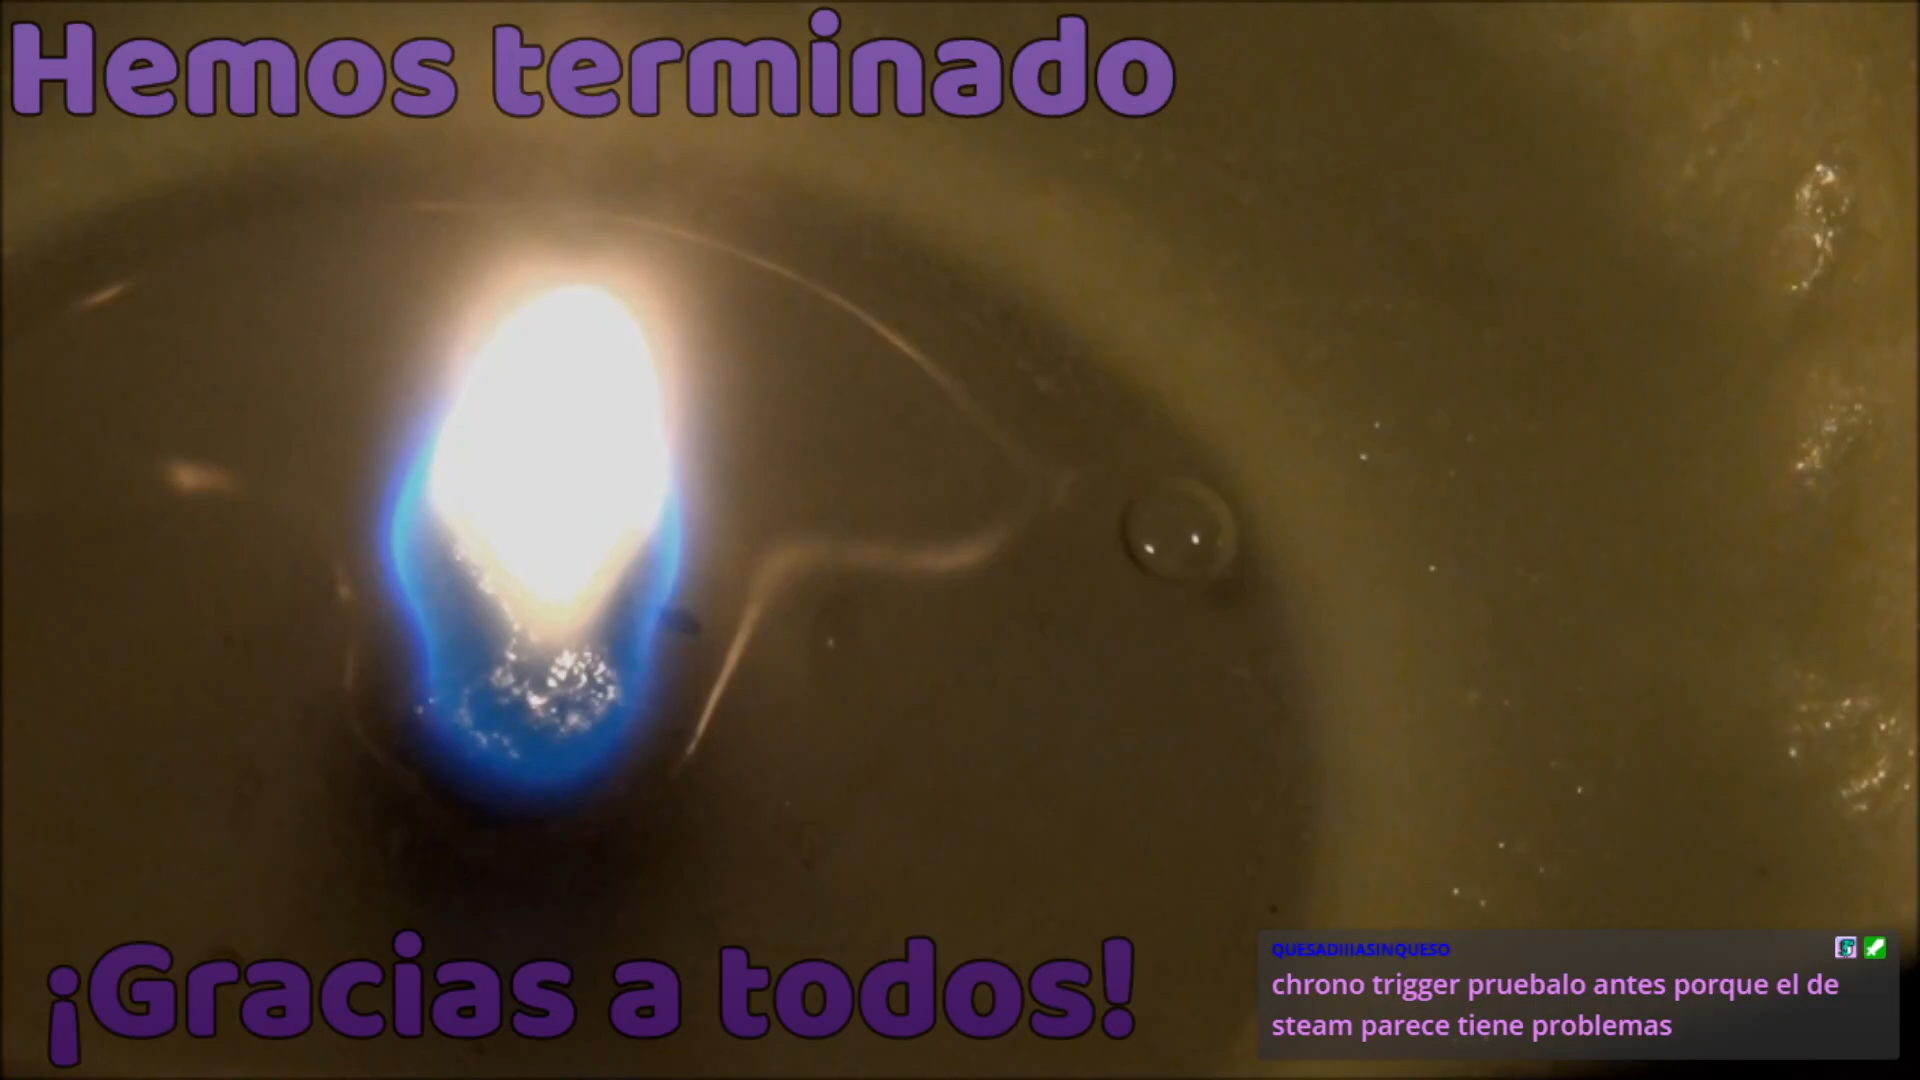 Hemos terminado
¡Gracias a todos!
QUESADIIIASINQUESO
chrono trigger pruebalo antes porque el de
steam parece tiene problemas